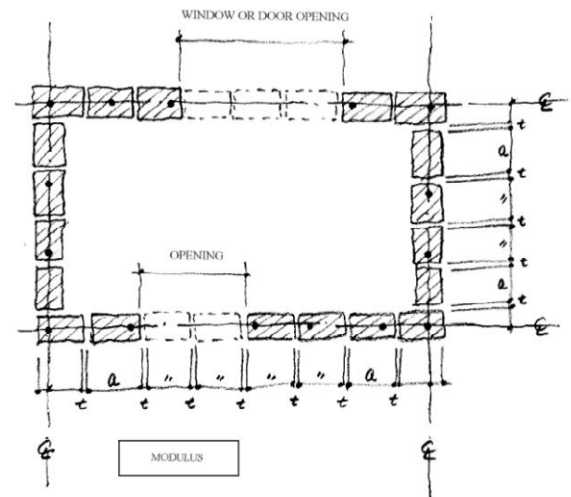 WINDOW OR DOOR OPENING
℄
t
a
t
"
t
OPENING
"
t
a
t
℄
a " " " " a
t t t t t t t
℄ ℄
MODULUS